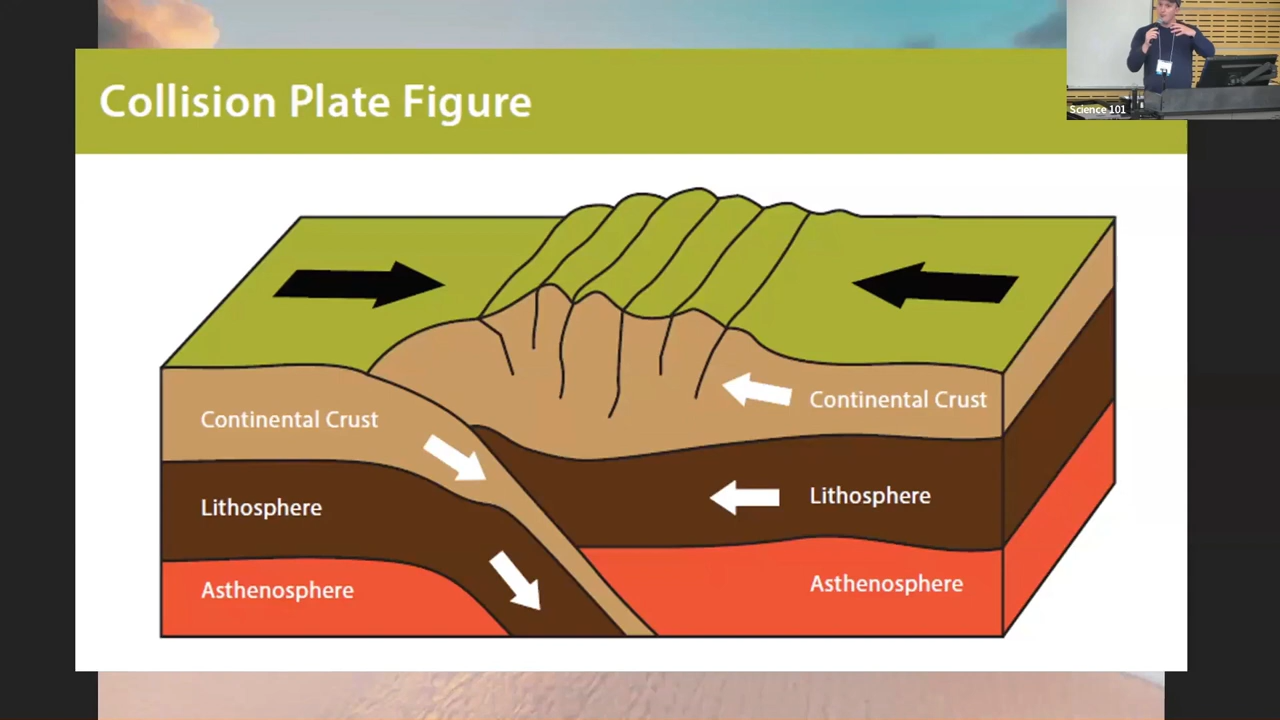 Collision Plate Figure
Science 101
Continental Crust
Continental Crust
Lithosphere
Lithosphere
Asthenosphere
Asthenosphere